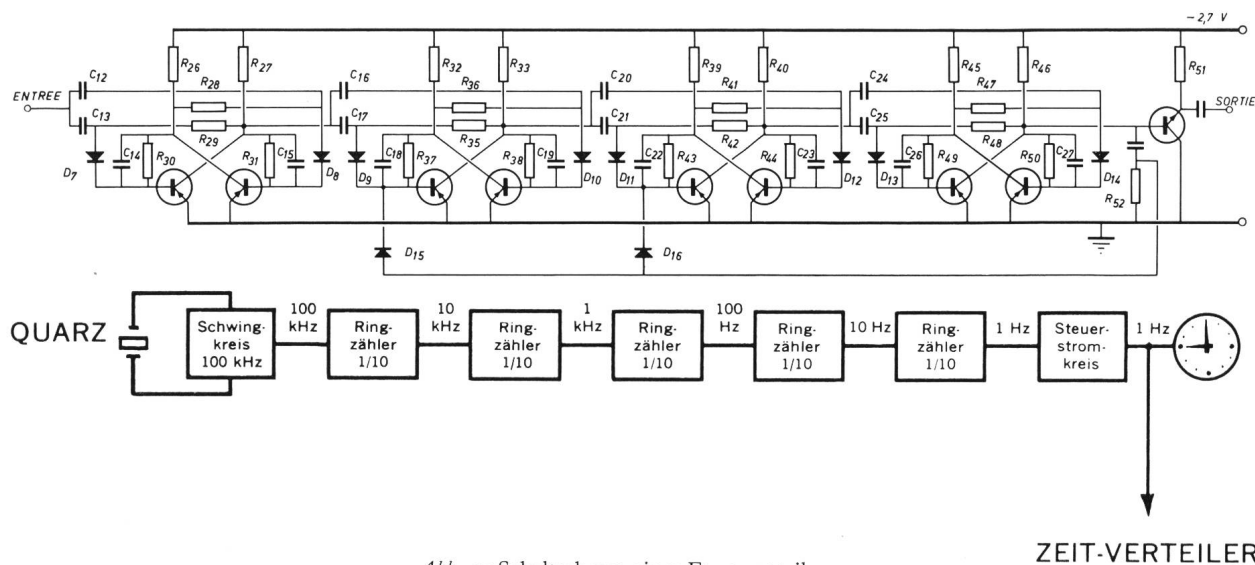 −2,7 V
R26 R27 R32 R33 R39 R40 R45 R46 R51
C12 R28 C16 R36 C20 R41 C24 R47
ENTREE SORTIE
C13 R29 C17 R35 C21 R42 C25 R48
D7 C14 R30 R31 C15 D8 D9 C18 R37 R38 C19 D10 D11 C22 R43 R44 C23 D12 D13 C26 R49 R50 C27 D14 R52
D15 D16
QUARZ
Schwing-
kreis
100 kHz
100
kHz
Ring-
zähler
1/10
10
kHz
Ring-
zähler
1/10
1
kHz
Ring-
zähler
1/10
100
Hz
Ring-
zähler
1/10
10 Hz
Ring-
zähler
1/10
1 Hz
Steuer-
strom-
kreis
1 Hz
ZEIT-VERTEILER